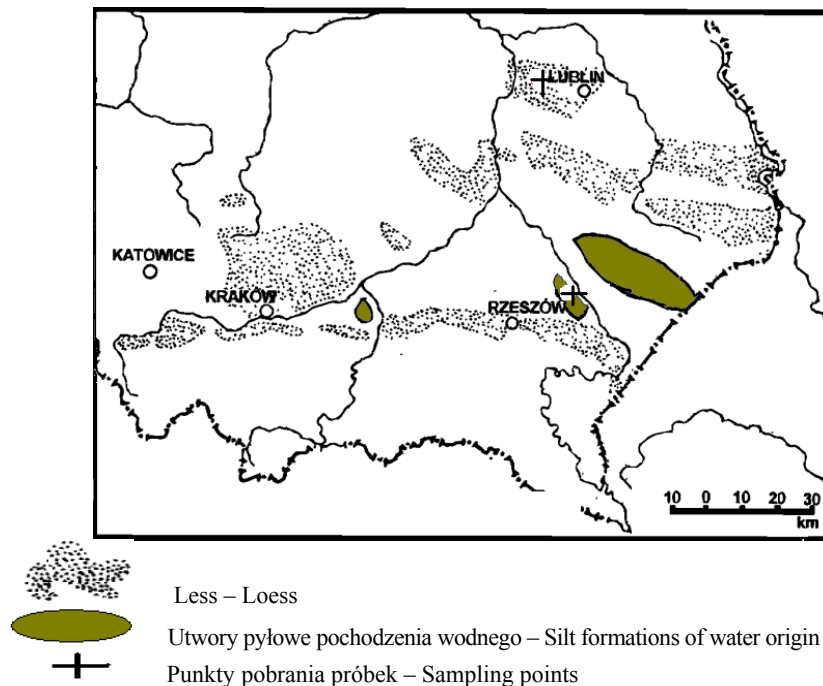 LUBLIN
KATOWICE
KRAKÓW
RZESZÓW
10 0 10 20 30
km
Less – Loess
Utwory pyłowe pochodzenia wodnego – Silt formations of water origin
Punkty pobrania próbek – Sampling points